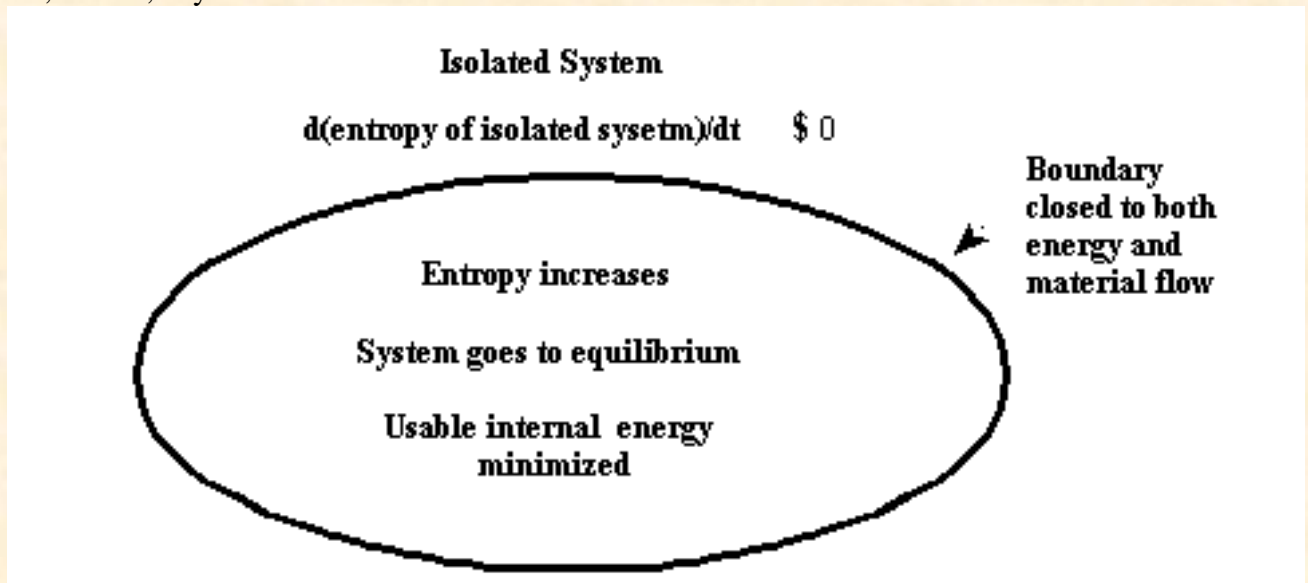 Isolated System
d(entropy of isolated sysetm)/dt $ 0
Boundary
closed to both
energy and
material flow
Entropy increases
System goes to equilibrium
Usable internal energy
minimized